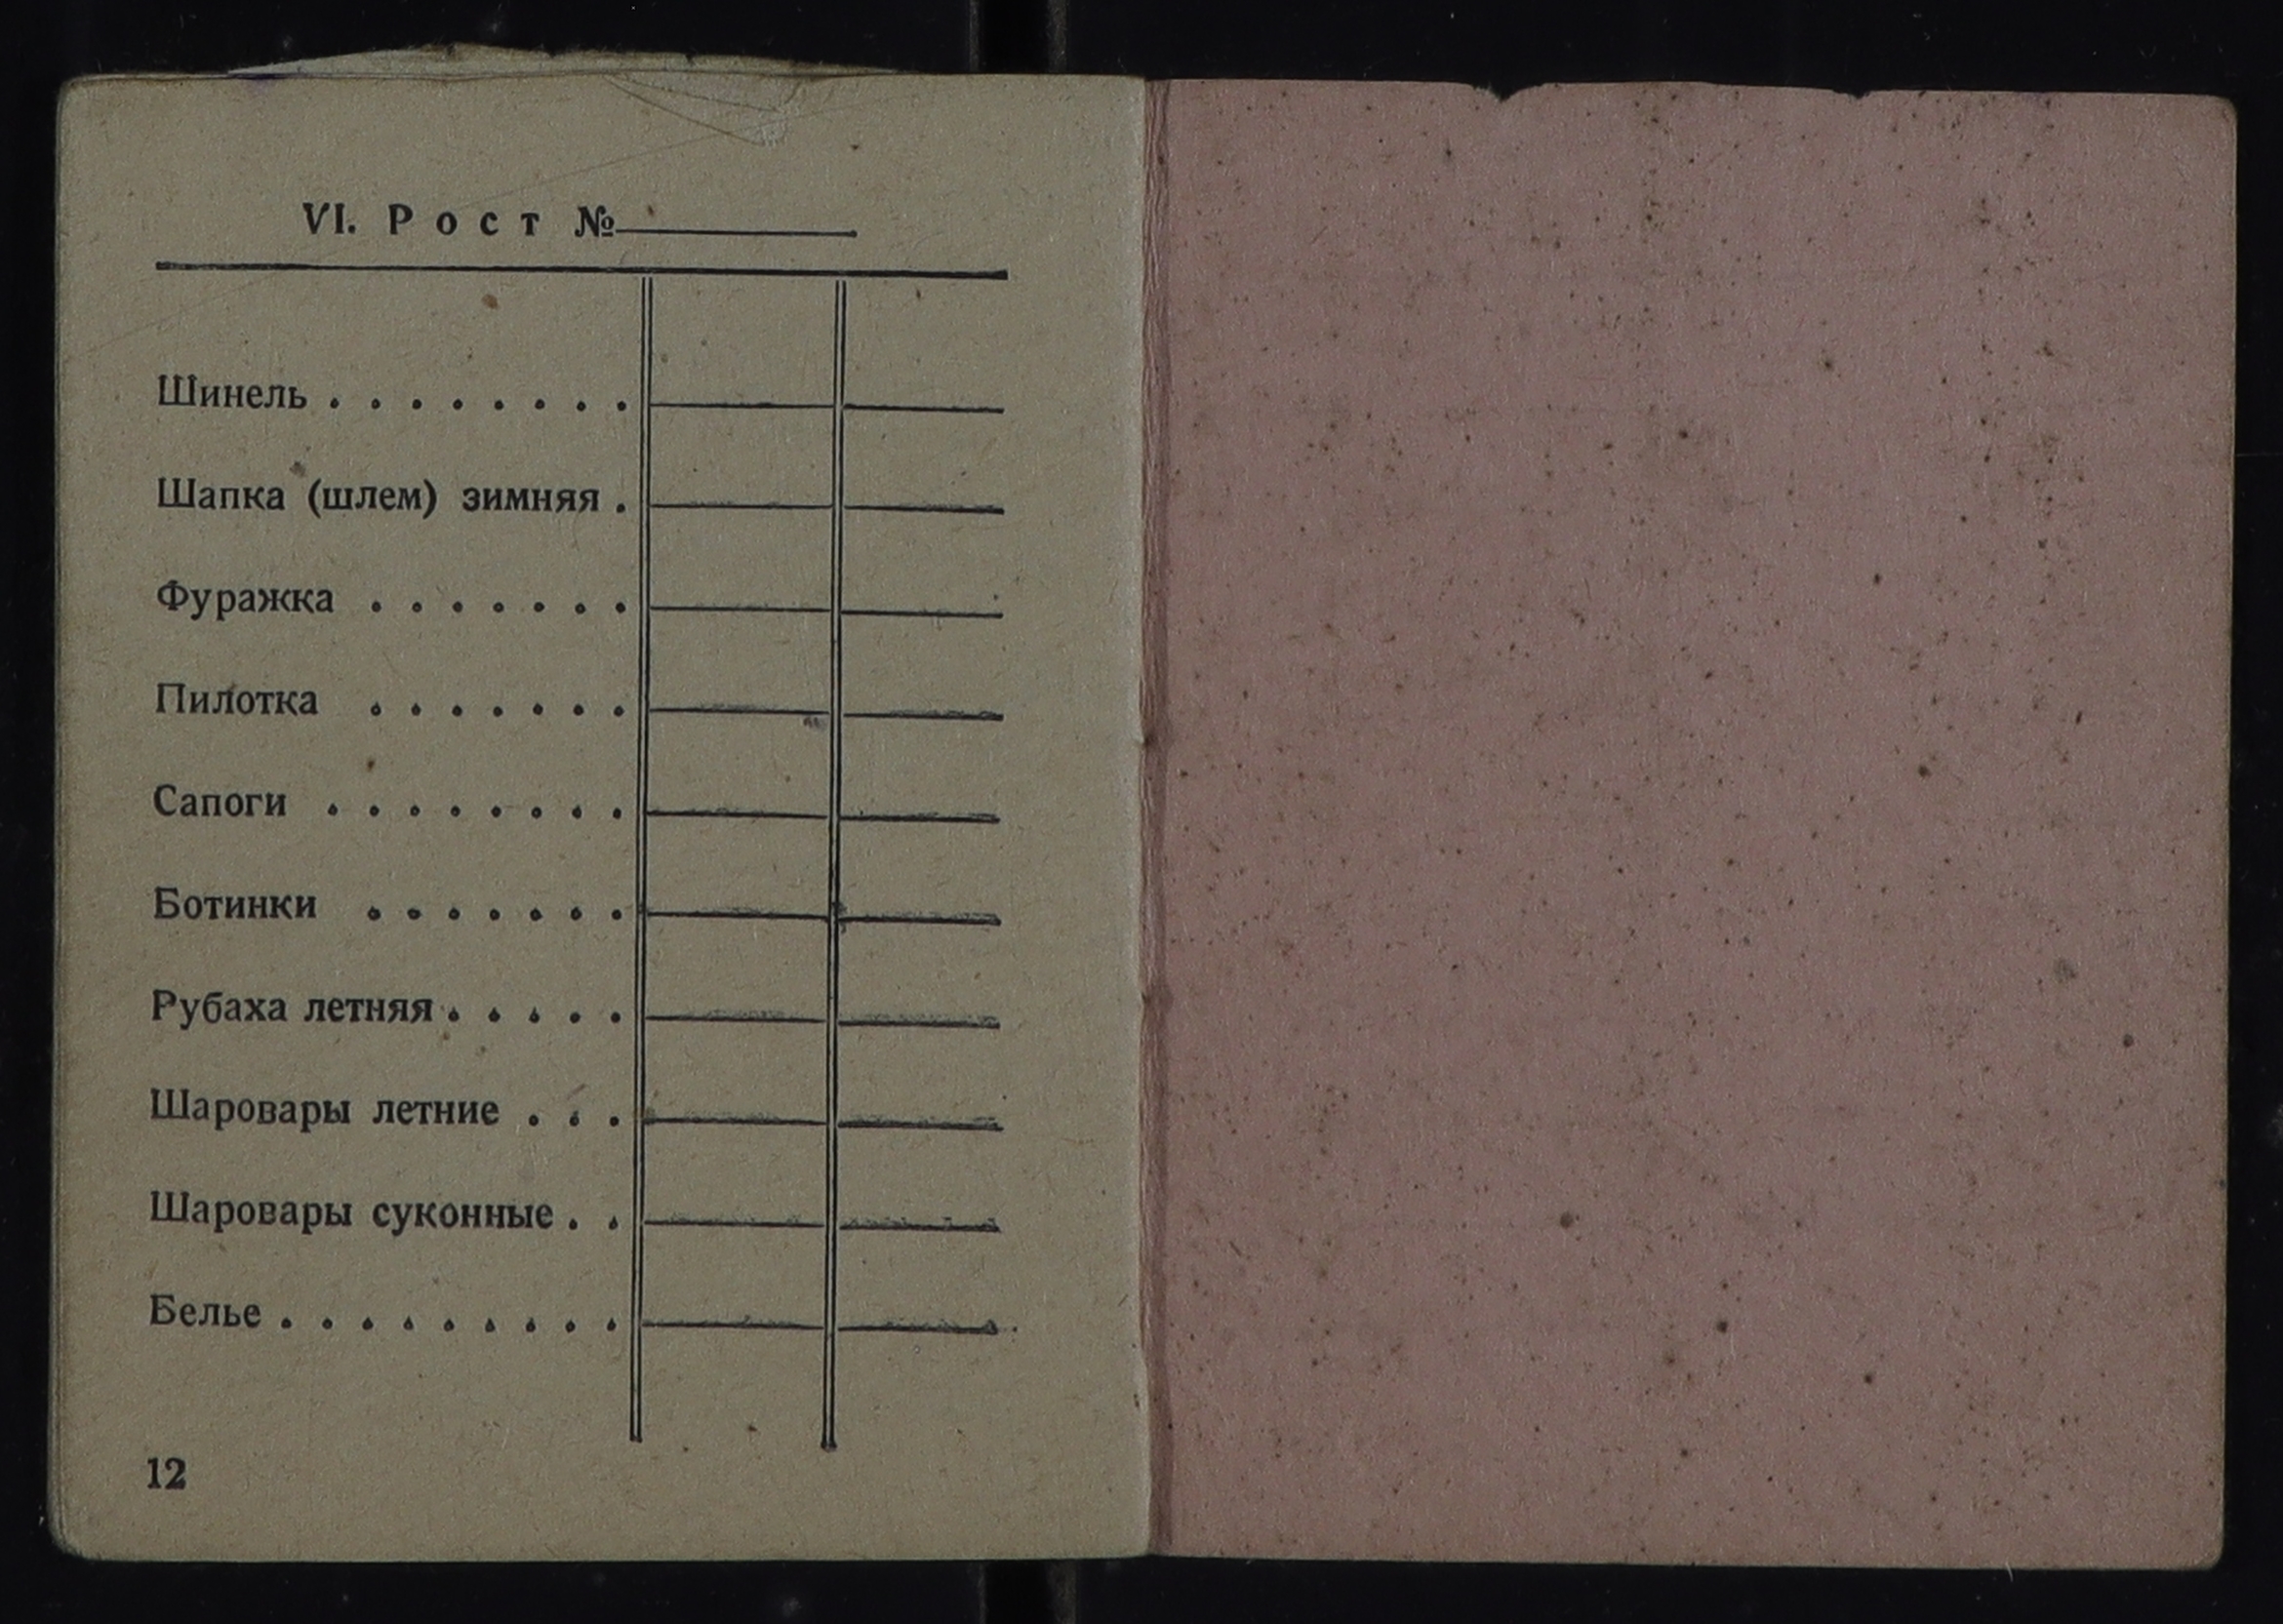 VI. Рост №
Шинель . . . . . . . .
Шапка (шлем) зимняя .
Фуражка . . . . . . .
Пилотка . . . . . . .
Сапоги . . . . . . . .
Ботинки . . . . . . .
Рубаха летняя . . . . .
Шаровары летние . . .
Шаровары суконные . .
Белье . . . . . . . . .
12